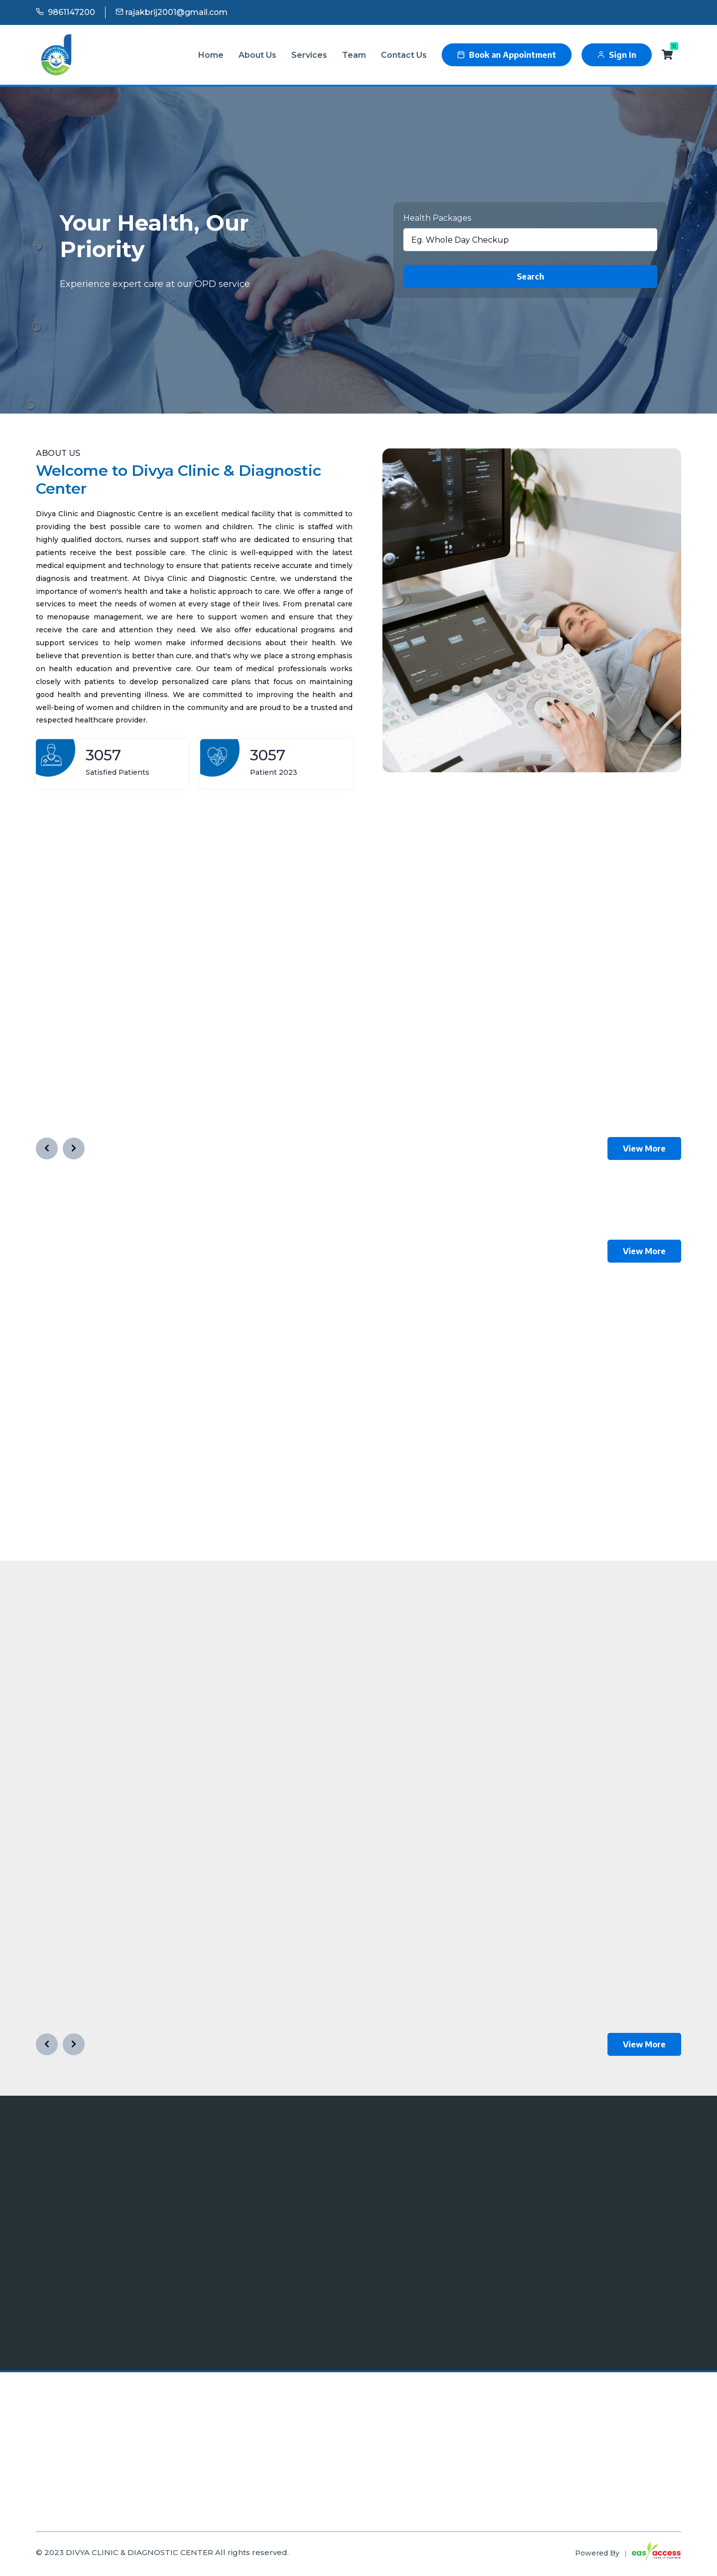 9861147200
rajakbrij2001@gmail.com
Home
About Us
Services
Team
Contact Us
Book an Appointment
Sign In
0
Your Health, Our
Priority
Experience expert care at our OPD service
Health Packages
Eg. Whole Day Checkup
Search
ABOUT US
Welcome to Divya Clinic & Diagnostic
Center
Divya Clinic and Diagnostic Centre is an excellent medical facility that is committed to
providing the best possible care to women and children. The clinic is staffed with
highly qualified doctors, nurses and support staff who are dedicated to ensuring that
patients receive the best possible care. The clinic is well-equipped with the latest
medical equipment and technology to ensure that patients receive accurate and timely
diagnosis and treatment. At Divya Clinic and Diagnostic Centre, we understand the
importance of women's health and take a holistic approach to care. We offer a range of
services to meet the needs of women at every stage of their lives. From prenatal care
to menopause management, we are here to support women and ensure that they
receive the care and attention they need. We also offer educational programs and
support services to help women make informed decisions about their health. We
believe that prevention is better than cure, and that's why we place a strong emphasis
on health education and preventive care. Our team of medical professionals works
closely with patients to develop personalized care plans that focus on maintaining
good health and preventing illness. We are committed to improving the health and
well-being of women and children in the community and are proud to be a trusted and
respected healthcare provider.
3057
Satisfied Patients
3057
Patient 2023
View More
View More
View More
© 2023 DIVYA CLINIC & DIAGNOSTIC CENTER All rights reserved.
Powered By |
easy access